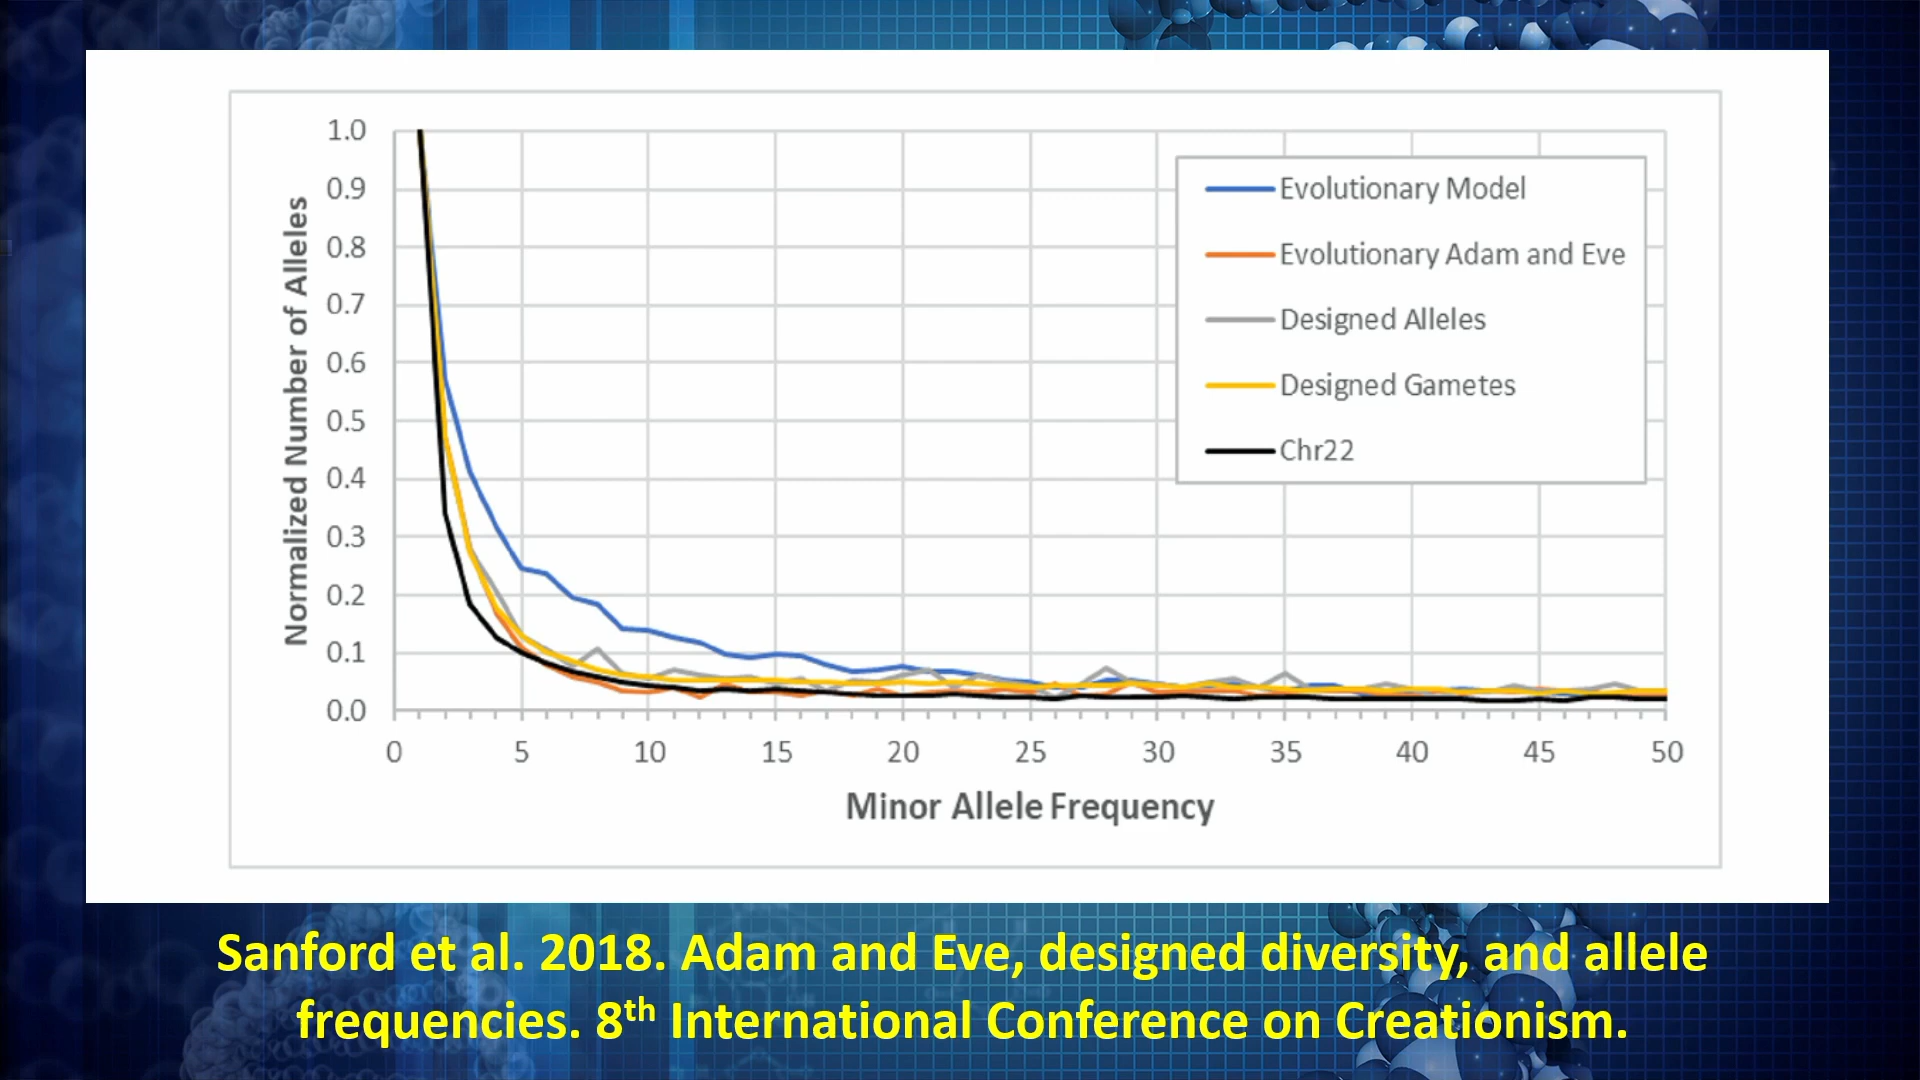 1.0
0.9
0.8
0.7
0.6
0.5
0.4
0.3
0.2
0.1
0.0
Normalized Number of Alleles
Evolutionary Model
Evolutionary Adam and Eve
Designed Alleles
Designed Gametes
Chr22
0 5 10 15 20 25 30 35 40 45 50
Minor Allele Frequency
Sanford et al. 2018. Adam and Eve, designed diversity, and allele
frequencies. 8th International Conference on Creationism.